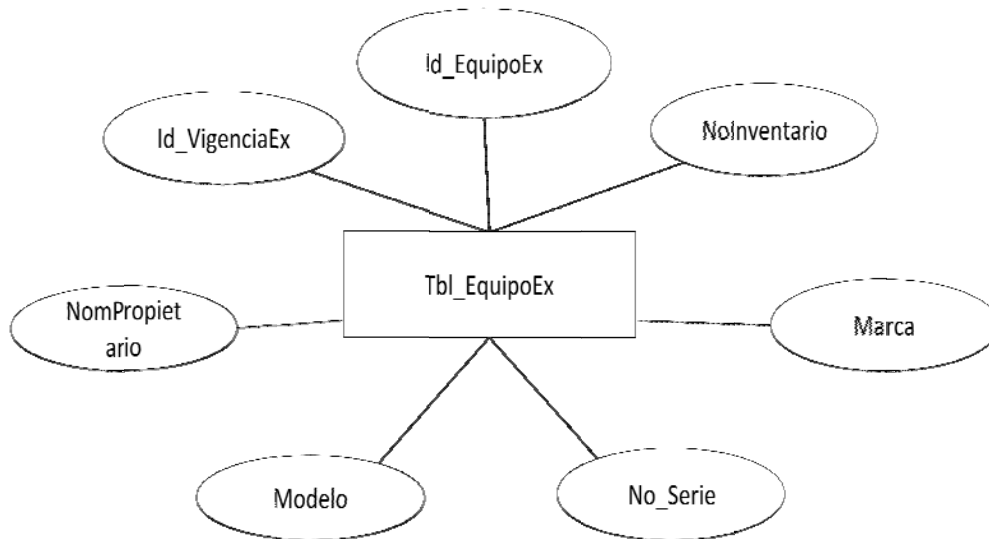 Id_EquipoEx
Id_VigenciaEx
NoInventario
Tbl_EquipoEx
NomPropiet
ario
Marca
Modelo
No_Serie